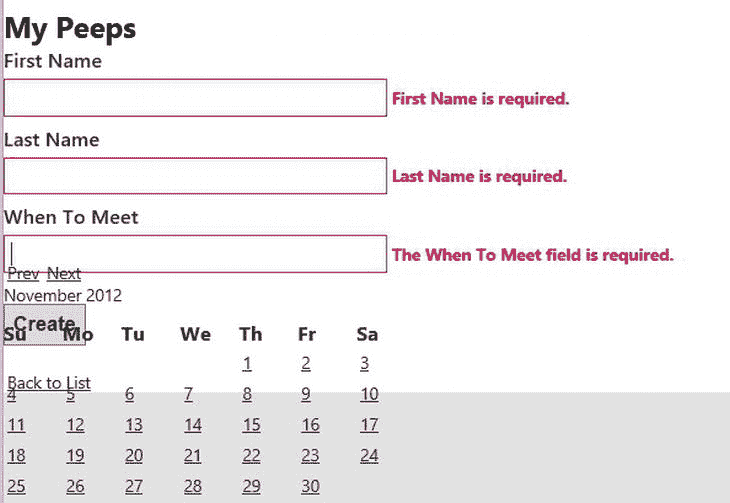 My Peeps
First Name
First Name is required.
Last Name
Last Name is required.
When To Meet
The When To Meet field is required.
Prev Next
November 2012
Create
Su Mo Tu We Th Fr Sa
1 2 3
Back to List
4 5 6 7 8 9 10
11 12 13 14 15 16 17
18 19 20 21 22 23 24
25 26 27 28 29 30